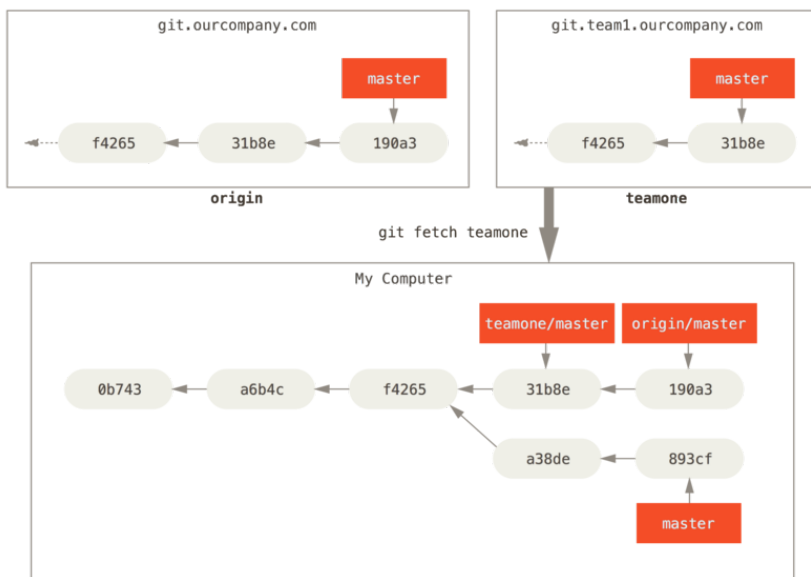 git.ourcompany.com
master
f4265 31b8e 190a3
origin
git.team1.ourcompany.com
master
f4265 31b8e
teamone
git fetch teamone
My Computer
teamone/master origin/master
0b743 a6b4c f4265 31b8e 190a3
a38de 893cf
master